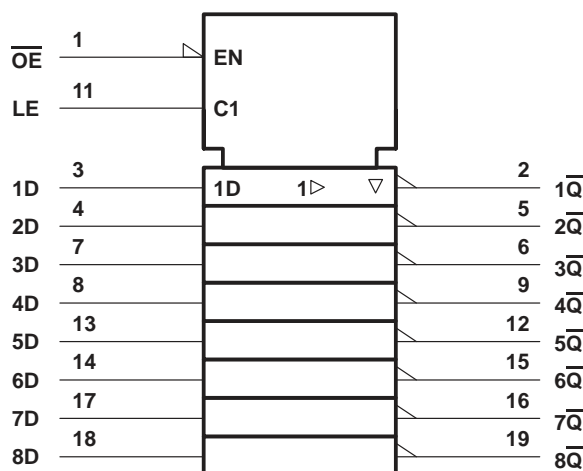 1
O̅E̅ EN
11
LE C1
3 2
1D 1D 1 1Q̅
4 5
2D 2Q̅
7 6
3D 3Q̅
8 9
4D 4Q̅
13 12
5D 5Q̅
14 15
6D 6Q̅
17 16
7D 7Q̅
18 19
8D 8Q̅